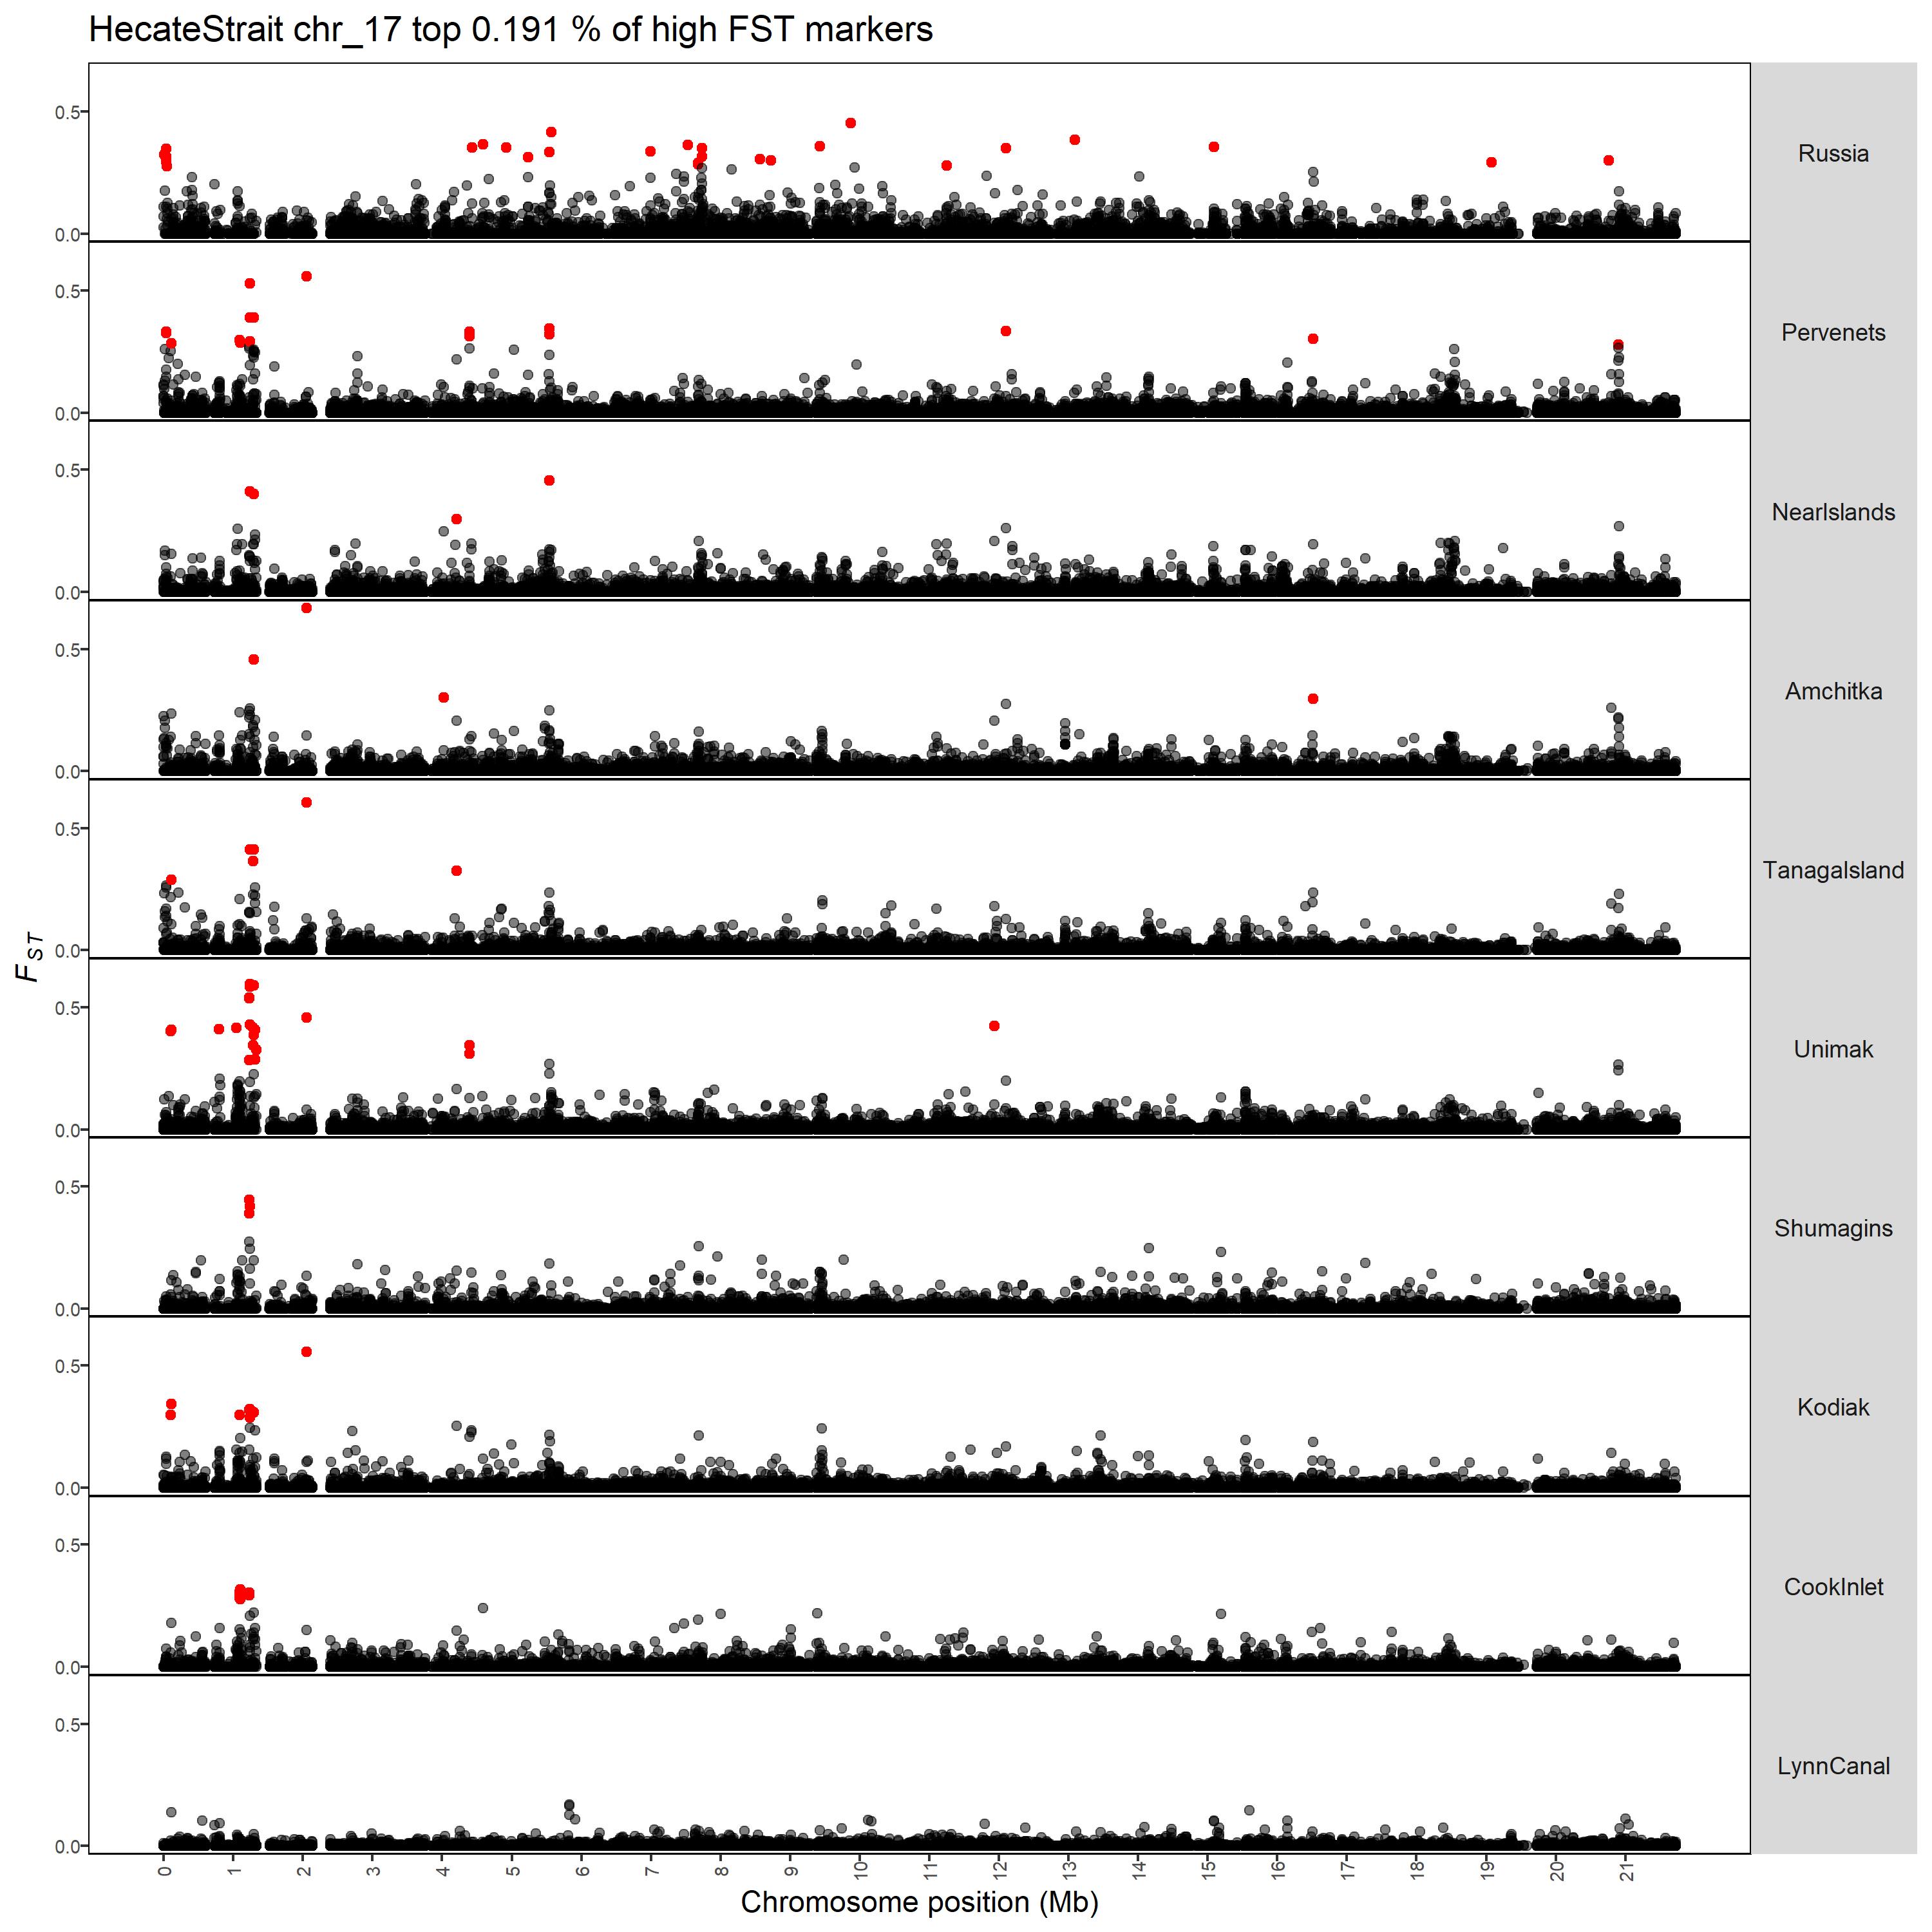 HecateStrait chr_17 top 0.191 % of high FST markers
0.5
0.0
Russia
0.5
0.0
Pervenets
0.5
0.0
NearIslands
0.5
0.0
Amchitka
0.5
0.0
TanagaIsland
0.5
0.0
Unimak
0.5
0.0
Shumagins
0.5
0.0
Kodiak
0.5
0.0
CookInlet
0.5
0.0
LynnCanal
FST
0 1 2 3 4 5 6 7 8 9 10 11 12 13 14 15 16 17 18 19 20 21
Chromosome position (Mb)